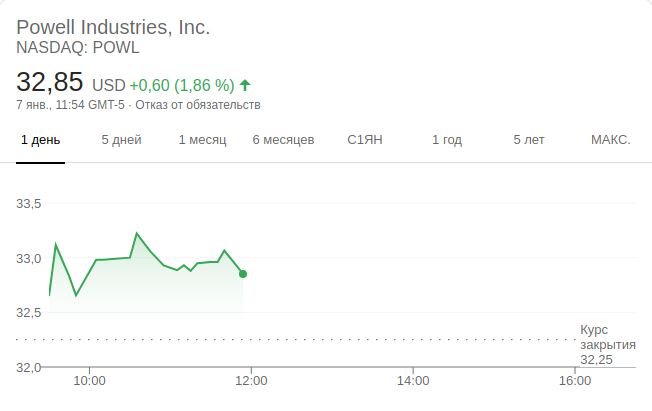 Powell Industries, Inc.
NASDAQ: POWL
32,85 USD +0,60 (1,86 %)
7 янв., 11:54 GMT-5 · Отказ от обязательств
1 день 5 дней 1 месяц 6 месяцев С1ЯН 1 год 5 лет МАКС.
33,5
33,0
32,5
Курс
закрытия
32,25
32,0
10:00 12:00 14:00 16:00